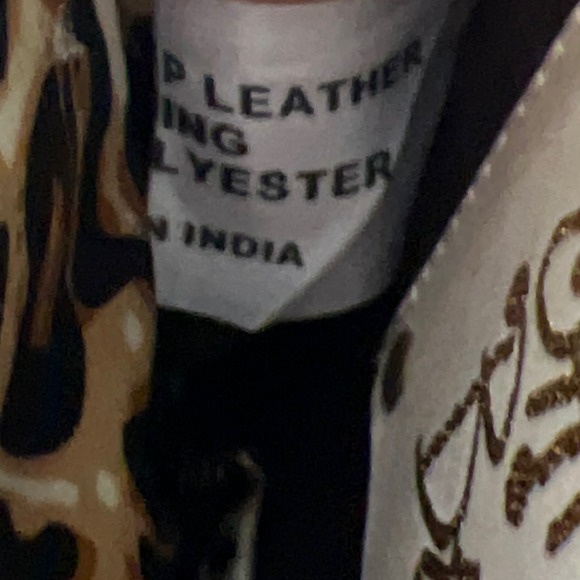 P LEATHER
ING
LYESTER
N INDIA